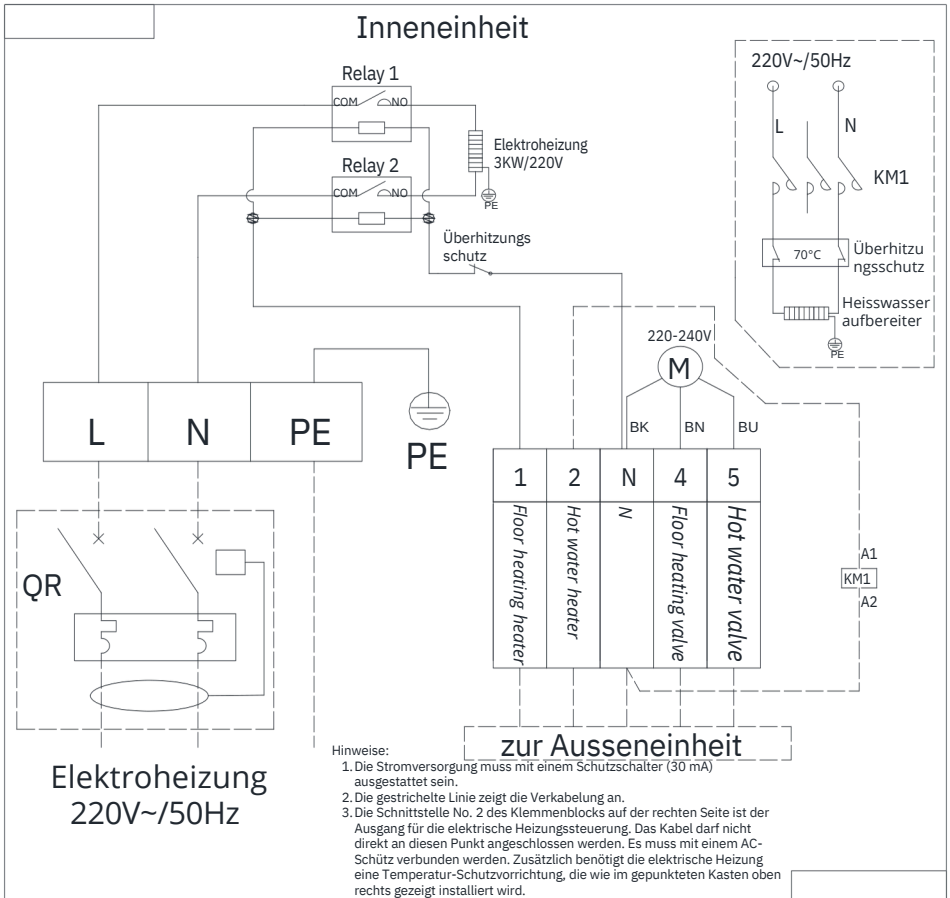 Inneneinheit
Relay 1
COM
NO
Elektroheizung
3KW/220V
PE
Relay 2
COM
NO
Überhitzungs
schutz
220V~/50Hz
L
N
KM1
70°C
Überhitzu
ngsschutz
Heisswasser
aufbereiter
PE
220-240V
M
BK
BN
BU
L
N
PE
PE
1
2
N
4
5
Floor heating heater
Hot water heater
N
Floor heating valve
Hot water valve
A1
KM1
A2
QR
zur Ausseneinheit
Elektroheizung
220V~/50Hz
Hinweise:
1. Die Stromversorgung muss mit einem Schutzschalter (30 mA)
ausgestattet sein.
2. Die gestrichelte Linie zeigt die Verkabelung an.
3. Die Schnittstelle No. 2 des Klemmenblocks auf der rechten Seite ist der
Ausgang für die elektrische Heizungssteuerung. Das Kabel darf nicht
direkt an diesen Punkt angeschlossen werden. Es muss mit einem AC-
Schütz verbunden werden. Zusätzlich benötigt die elektrische Heizung
eine Temperatur-Schutzvorrichtung, die wie im gepunkteten Kasten oben
rechts gezeigt installiert wird.